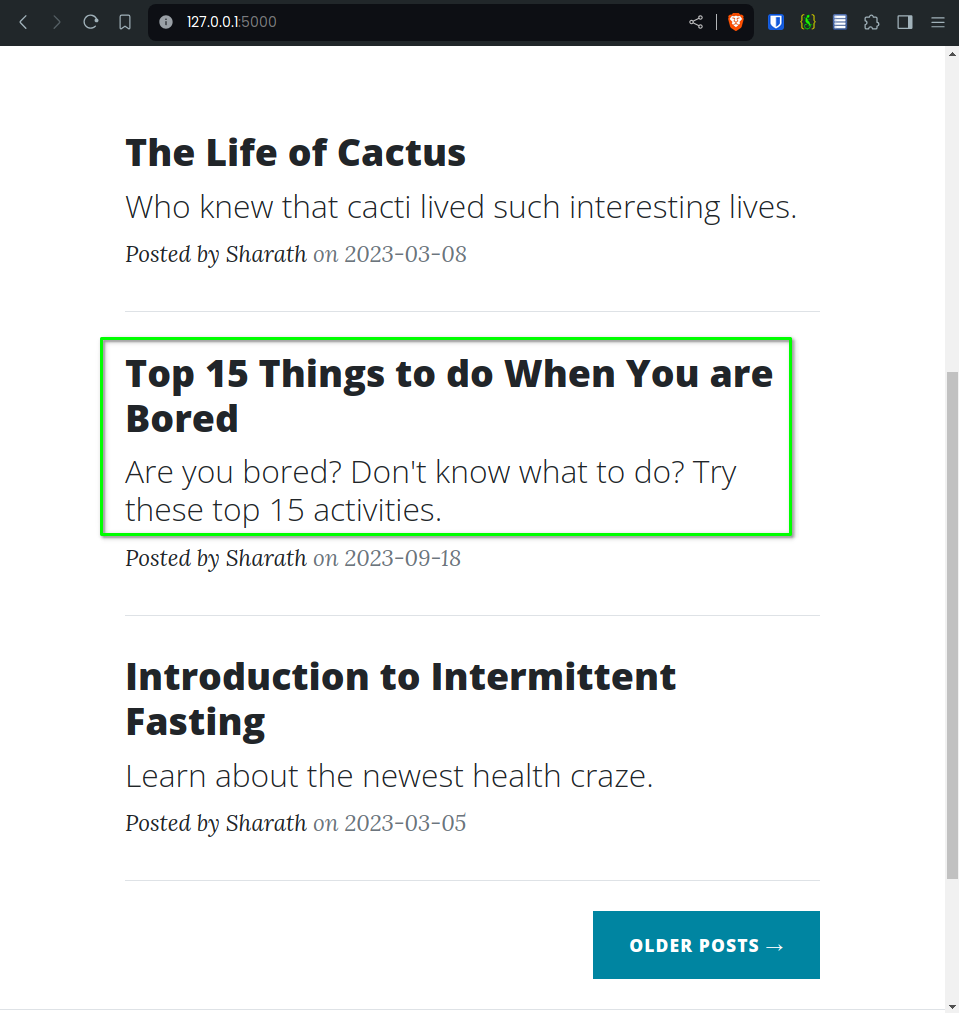 127.0.0.1:5000
The Life of Cactus
Who knew that cacti lived such interesting lives.
Posted by Sharath on 2023-03-08
Top 15 Things to do When You are
Bored
Are you bored? Don't know what to do? Try
these top 15 activities.
Posted by Sharath on 2023-09-18
Introduction to Intermittent
Fasting
Learn about the newest health craze.
Posted by Sharath on 2023-03-05
OLDER POSTS →